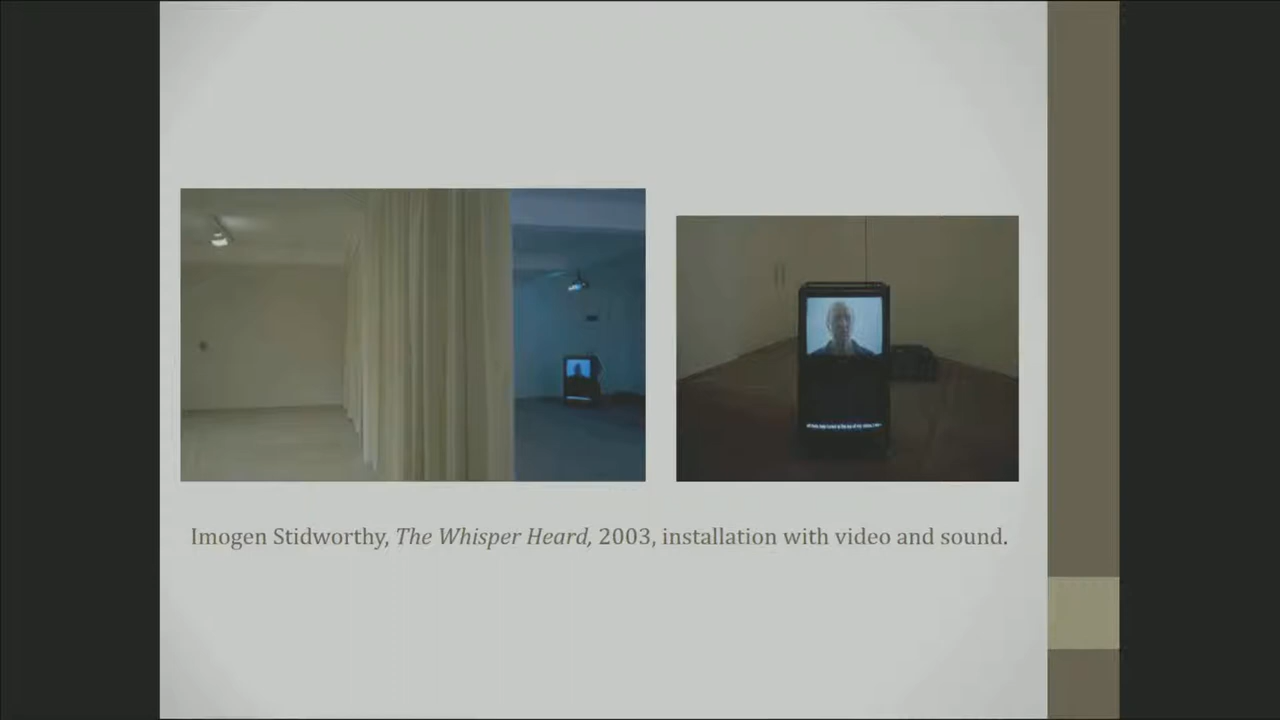 Imogen Stidworthy, The Whisper Heard, 2003, installation with video and sound.